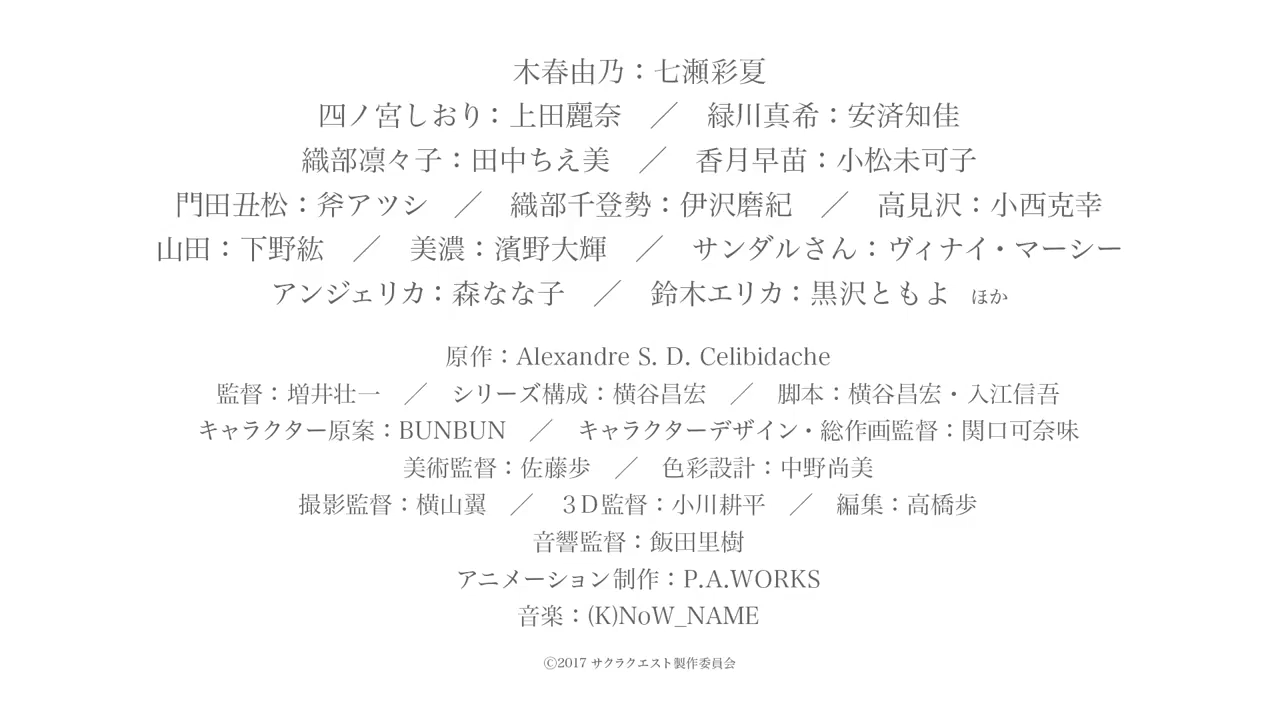 木春由乃：七瀬彩夏
四ノ宮しおり：上田麗奈　／　緑川真希：安済知佳
織部凛々子：田中ちえ美　／　香月早苗：小松未可子
門田丑松：斧アツシ　／　織部千登勢：伊沢磨紀　／　高見沢：小西克幸
山田：下野紘　／　美濃：濱野大輝　／　サンダルさん：ヴィナイ・マーシー
アンジェリカ：森なな子　／　鈴木エリカ：黒沢ともよ　ほか
原作：Alexandre S. D. Celibidache
監督：増井壮一　／　シリーズ構成：横谷昌宏　／　脚本：横谷昌宏・入江信吾
キャラクター原案：BUNBUN　／　キャラクターデザイン・総作画監督：関口可奈味
美術監督：佐藤歩　／　色彩設計：中野尚美
撮影監督：横山翼　／　３Ｄ監督：小川耕平　／　編集：高橋歩
音響監督：飯田里樹
アニメーション制作：P.A.WORKS
音楽：(K)NoW_NAME
©2017 サクラクエスト製作委員会